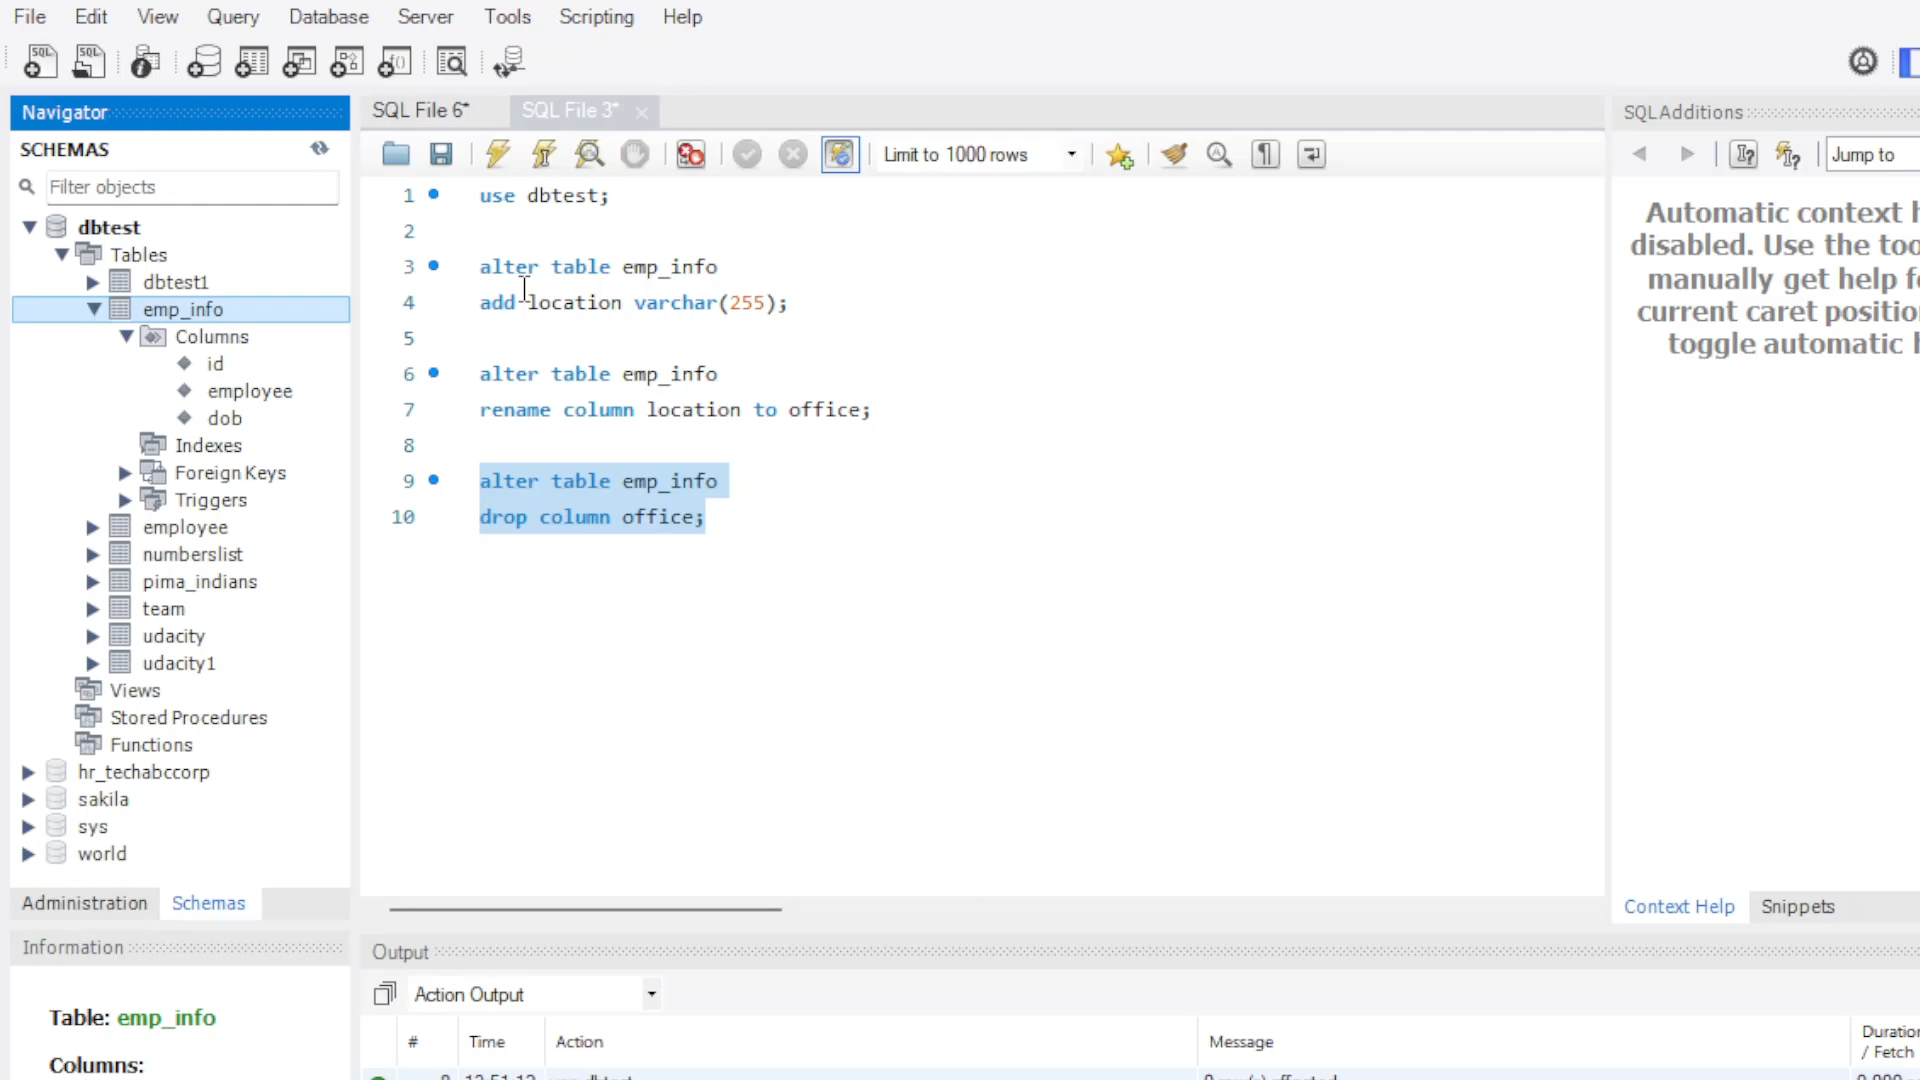 File Edit View Query Database Server Tools Scripting Help
Navigator
SCHEMAS
Filter objects
dbtest
Tables
dbtest1
emp_info
Columns
id
employee
dob
Indexes
Foreign Keys
Triggers
employee
numberslist
pima_indians
team
udacity
udacity1
Views
Stored Procedures
Functions
hr_techabccorp
sakila
sys
world
Administration Schemas
Information
Table: emp_info
Columns:
SQL File 6* SQL File 3*
Limit to 1000 rows
1 use dbtest;
2
3 alter table emp_info
4 add location varchar(255);
5
6 alter table emp_info
7 rename column location to office;
8
9 alter table emp_info
10 drop column office;
Output
Action Output
# Time Action Message Duration
/ Fetch
SQLAdditions
Jump to
Automatic context
disabled. Use the
manually get help
current caret
toggle automatic
Context Help Snippets